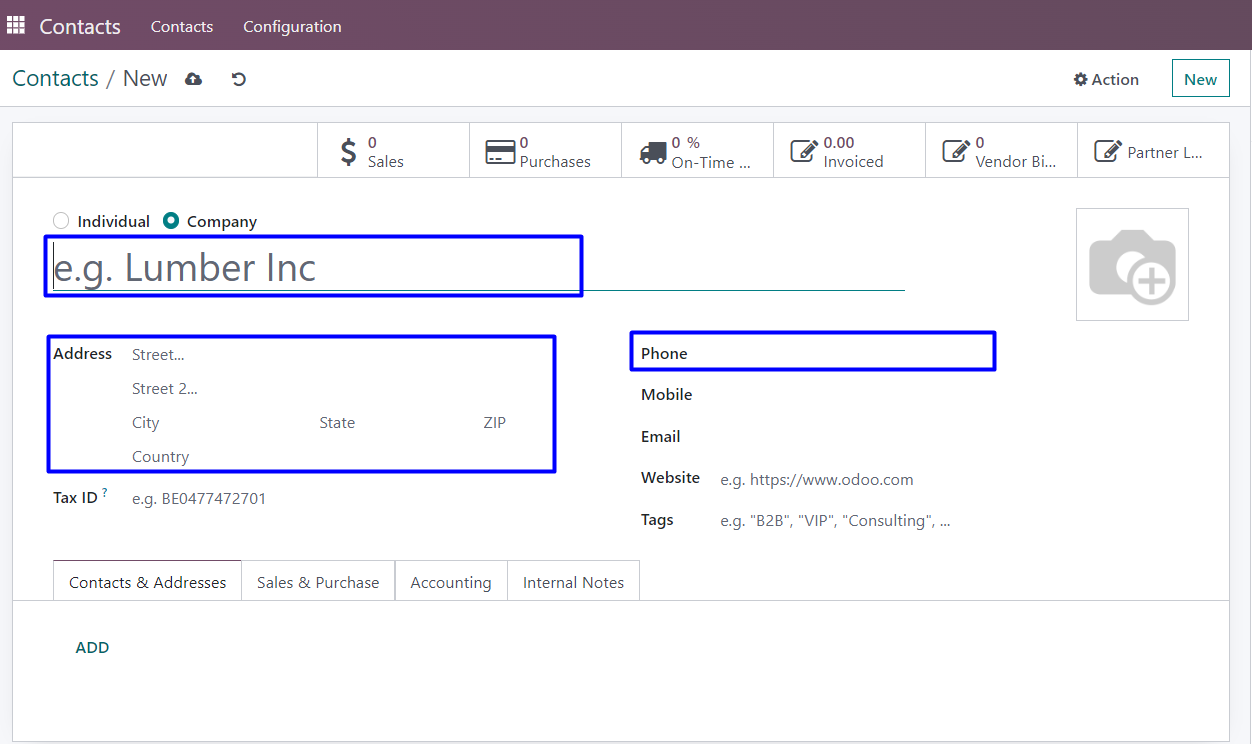 Contacts Contacts Configuration
Contacts / New Action New
0 Sales
0 Purchases
0 % On-Time ...
0.00 Invoiced
0 Vendor Bi...
Partner L...
Individual Company
e.g. Lumber Inc
Address Street...
Street 2...
City State ZIP
Country
Tax ID ? e.g. BE0477472701
Phone
Mobile
Email
Website e.g. https://www.odoo.com
Tags e.g. "B2B", "VIP", "Consulting", ...
Contacts & Addresses Sales & Purchase Accounting Internal Notes
ADD